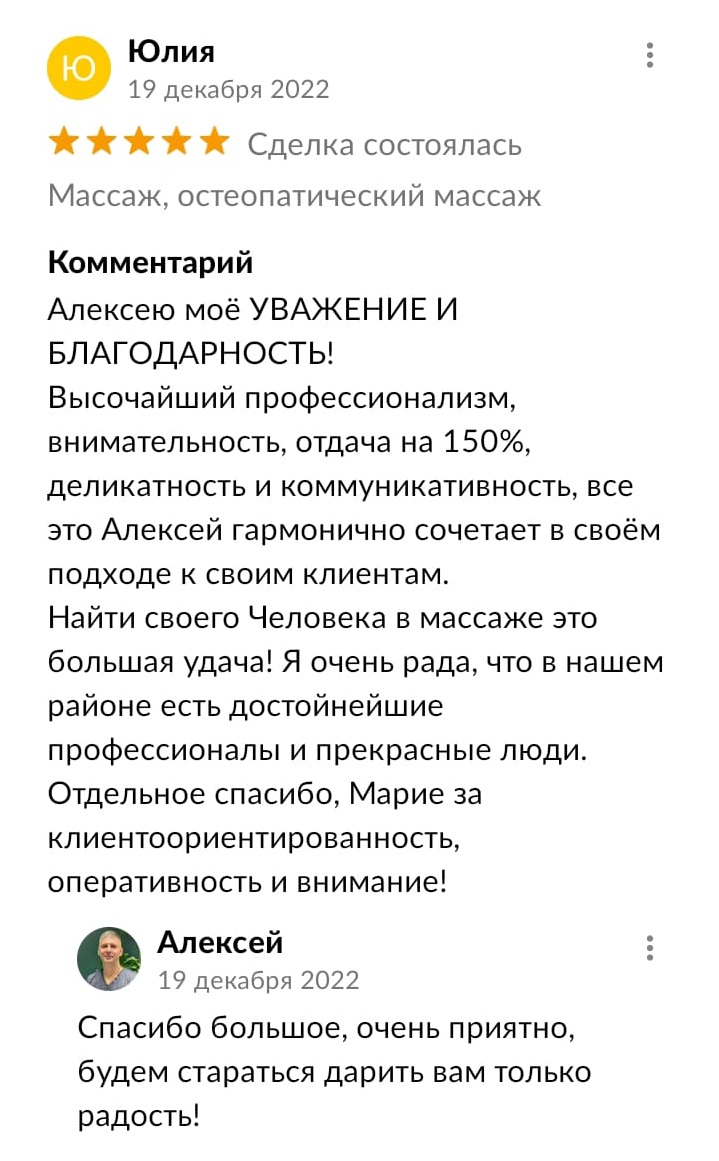 Ю
Юлия
19 декабря 2022
Сделка состоялась
Массаж, остеопатический массаж
Комментарий
Алексею моё УВАЖЕНИЕ И
БЛАГОДАРНОСТЬ!
Высочайший профессионализм,
внимательность, отдача на 150%,
деликатность и коммуникативность, все
это Алексей гармонично сочетает в своём
подходе к своим клиентам.
Найти своего Человека в массаже это
большая удача! Я очень рада, что в нашем
районе есть достойнейшие
профессионалы и прекрасные люди.
Отдельное спасибо, Марие за
клиентоориентированность,
оперативность и внимание!
Алексей
19 декабря 2022
Спасибо большое, очень приятно,
будем стараться дарить вам только
радость!